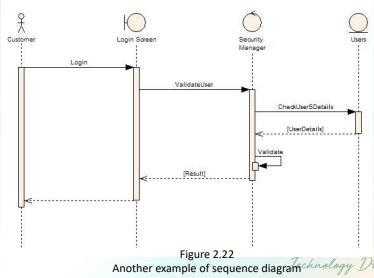 Customer
Login Screen
Security
Manager
Users
Login
ValidateUser
CheckUserSDetails
[UserDetails]
Validate
[Result]
Figure 2.22
Another example of sequence diagram
Technology D